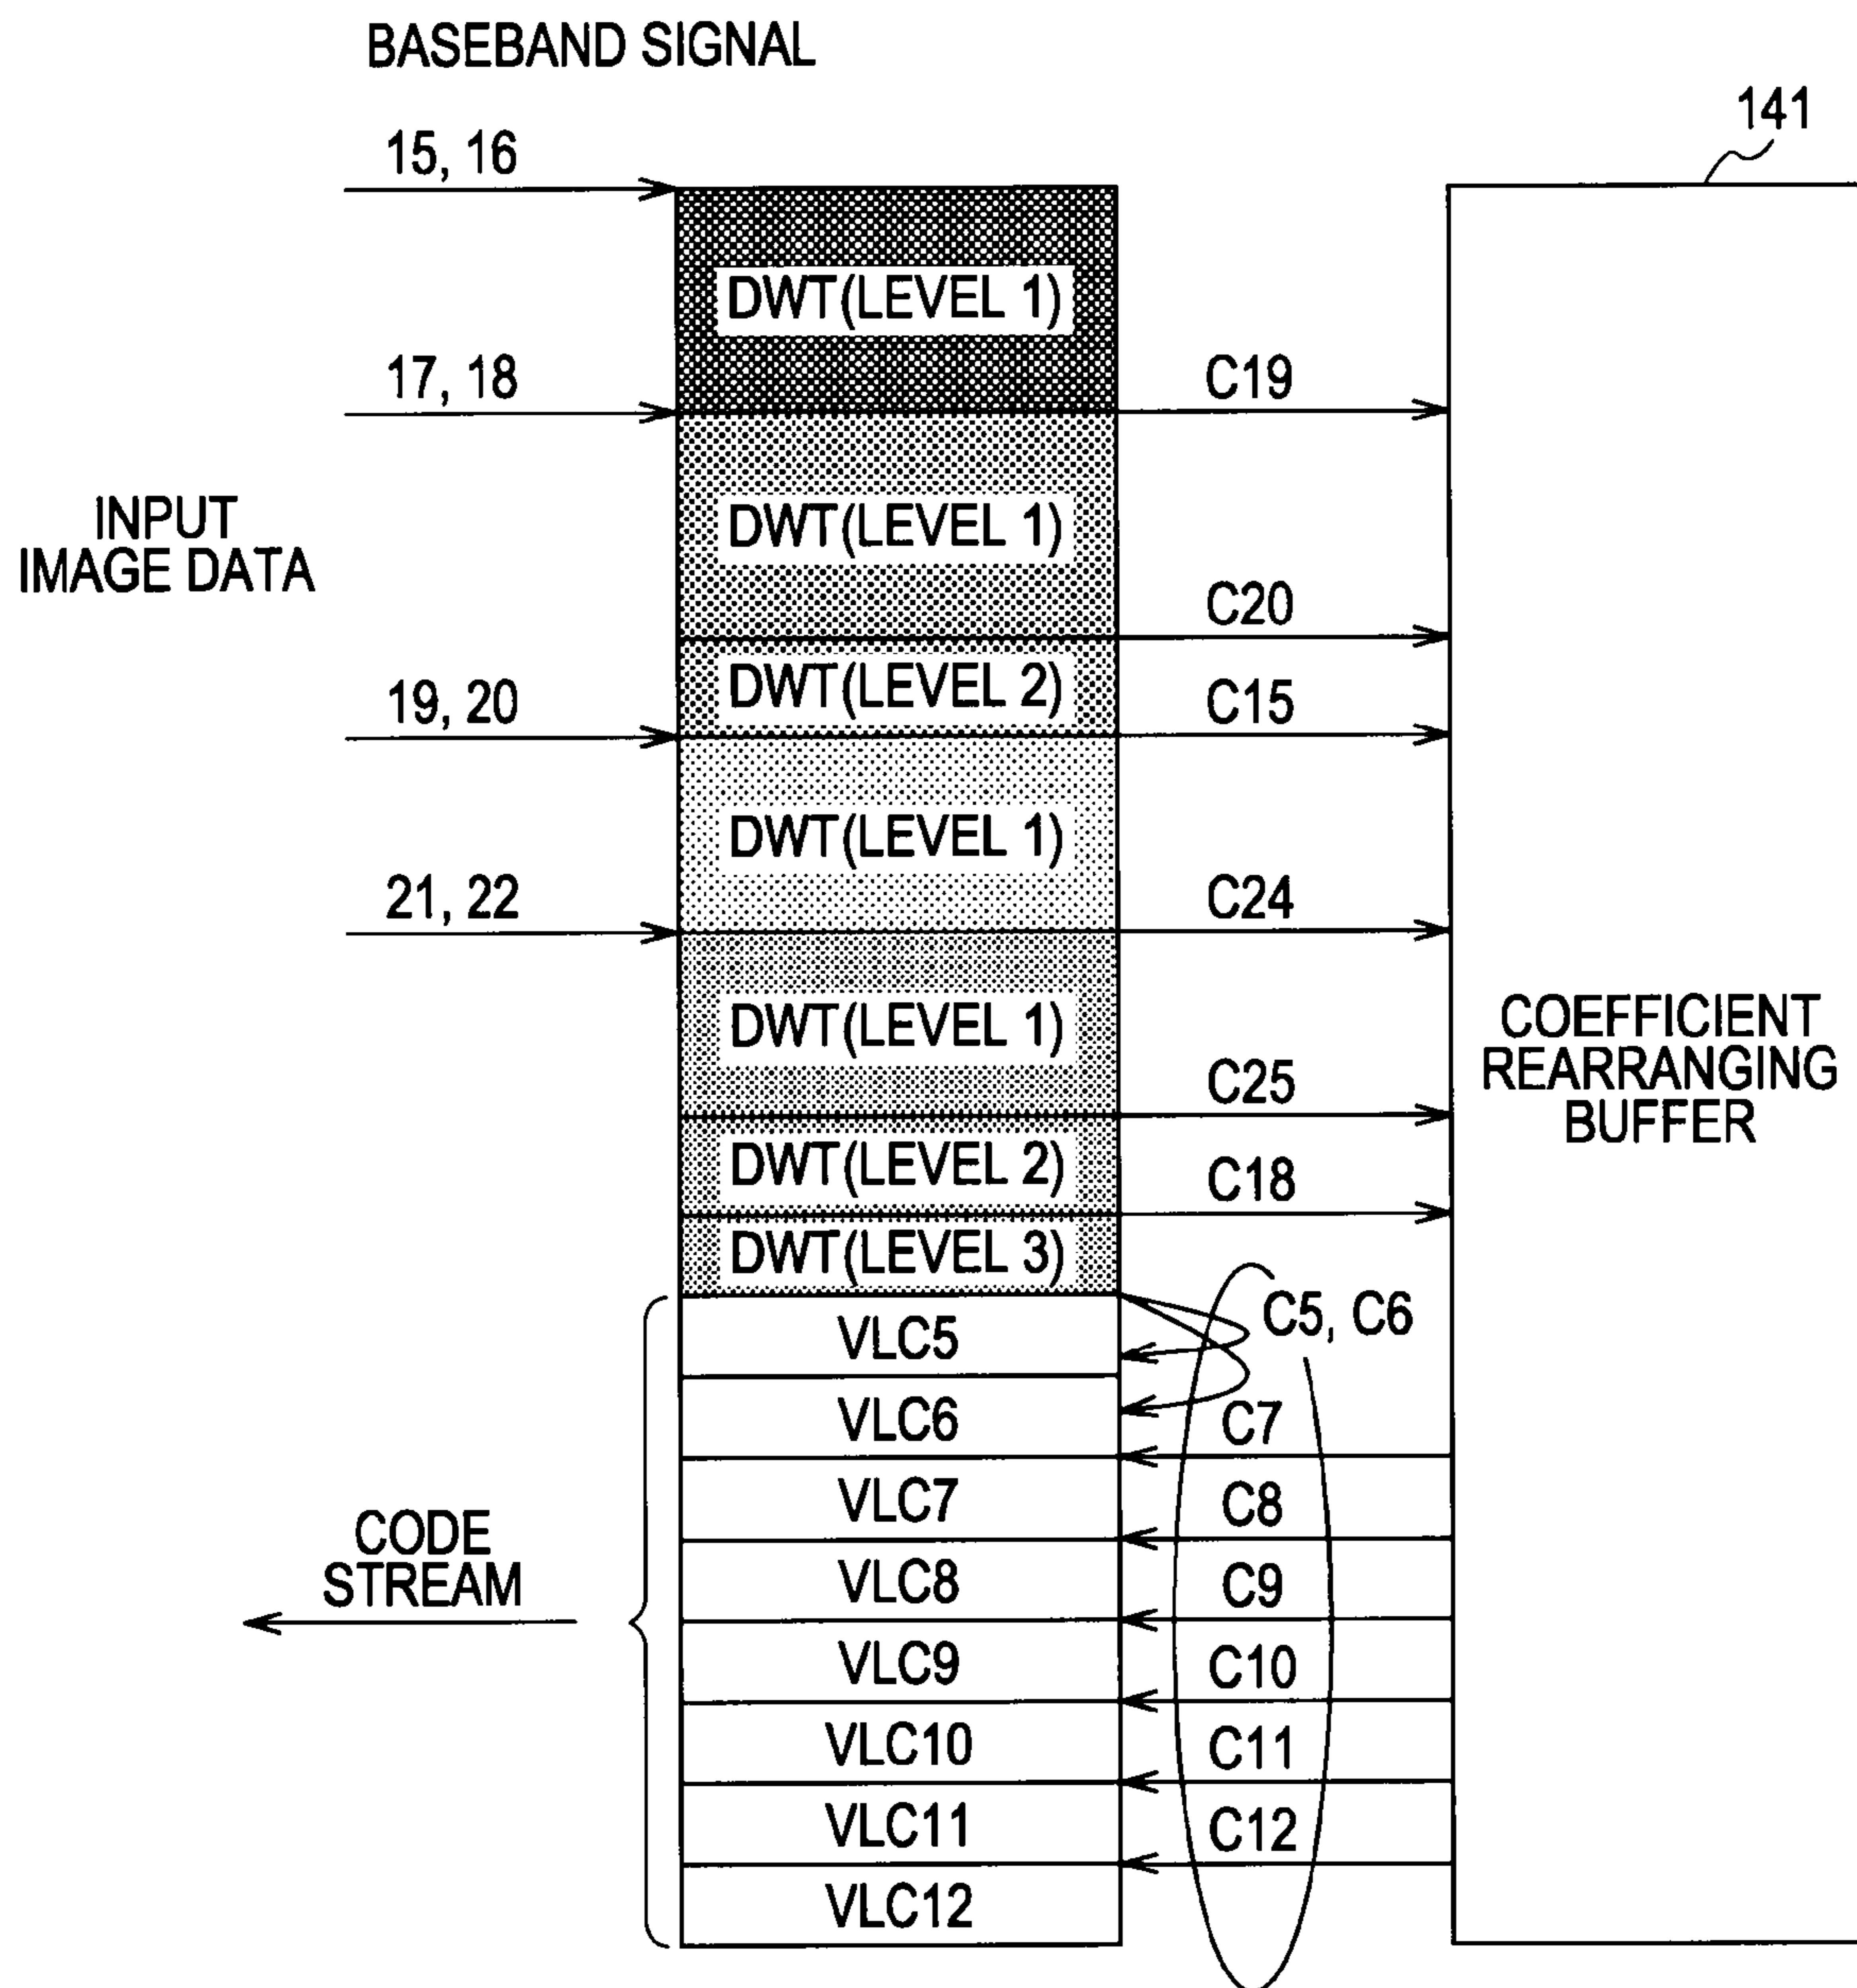 BASEBAND SIGNAL
141
15, 16
DWT(LEVEL 1)
17, 18
C19
INPUT
IMAGE DATA
DWT(LEVEL 1)
C20
DWT(LEVEL 2)
19, 20
C15
DWT(LEVEL 1)
21, 22
C24
DWT(LEVEL 1)
COEFFICIENT
REARRANGING
BUFFER
C25
DWT(LEVEL 2)
C18
DWT(LEVEL 3)
C5, C6
VLC5
VLC6
C7
VLC7
C8
CODE
STREAM
VLC8
C9
VLC9
C10
VLC10
C11
VLC11
C12
VLC12